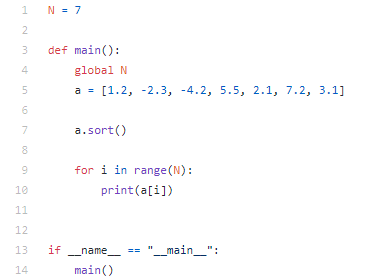 1 N = 7
2
3 def main():
4     global N
5     a = [1.2, -2.3, -4.2, 5.5, 2.1, 7.2, 3.1]
6
7     a.sort()
8
9     for i in range(N):
10         print(a[i])
11
12
13 if __name__ == "__main__":
14     main()